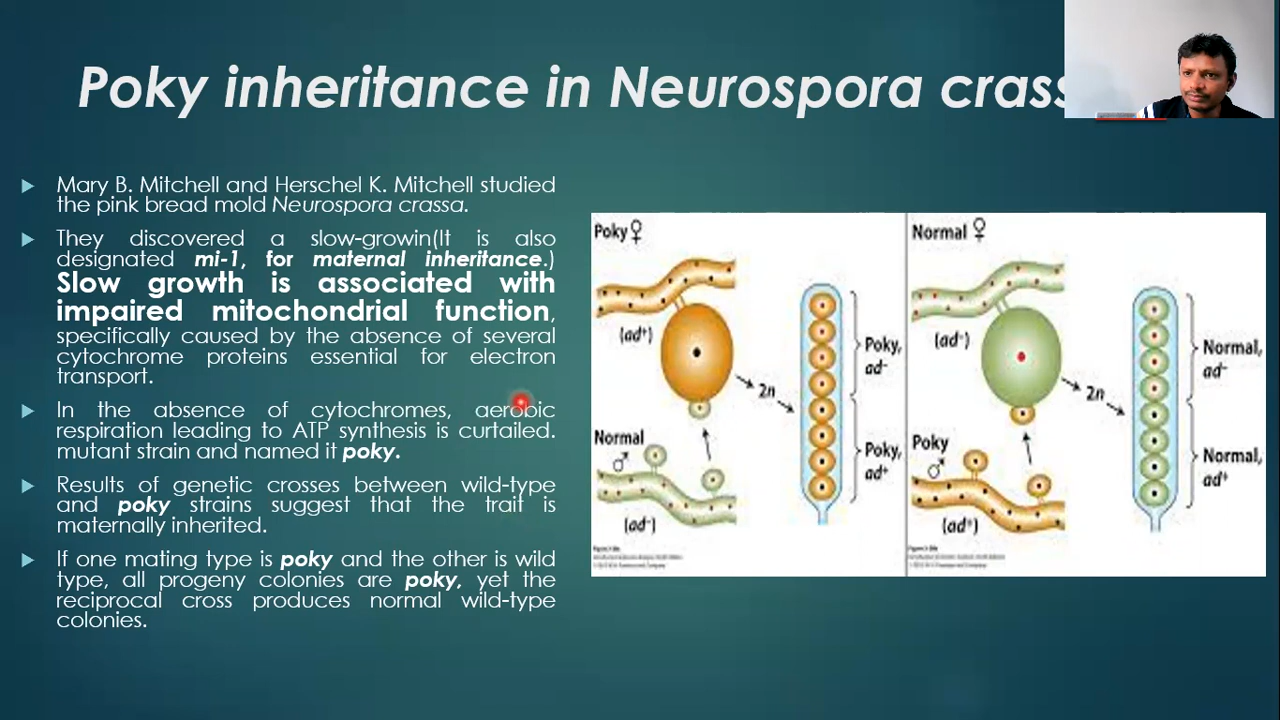 Poky inheritance in Neurospora crass
Mary B. Mitchell and Herschel K. Mitchell studied
the pink bread mold Neurospora crassa.
They discovered a slow-growin(It is also
designated mi-1, for maternal inheritance.)
Slow growth is associated with
impaired mitochondrial function,
specifically caused by the absence of several
cytochrome proteins essential for electron
transport.
In the absence of cytochromes, aerobic
respiration leading to ATP synthesis is curtailed.
mutant strain and named it poky.
Results of genetic crosses between wild-type
and poky strains suggest that the trait is
maternally inherited.
If one mating type is poky and the other is wild
type, all progeny colonies are poky, yet the
reciprocal cross produces normal wild-type
colonies.
Poky ♀
(ad⁺)
Normal
♂
(ad⁻)
2n
Poky,
ad⁻
Poky,
ad⁺
Normal ♀
(ad⁻)
Poky
♂
(ad⁺)
2n
Normal,
ad⁻
Normal,
ad⁺